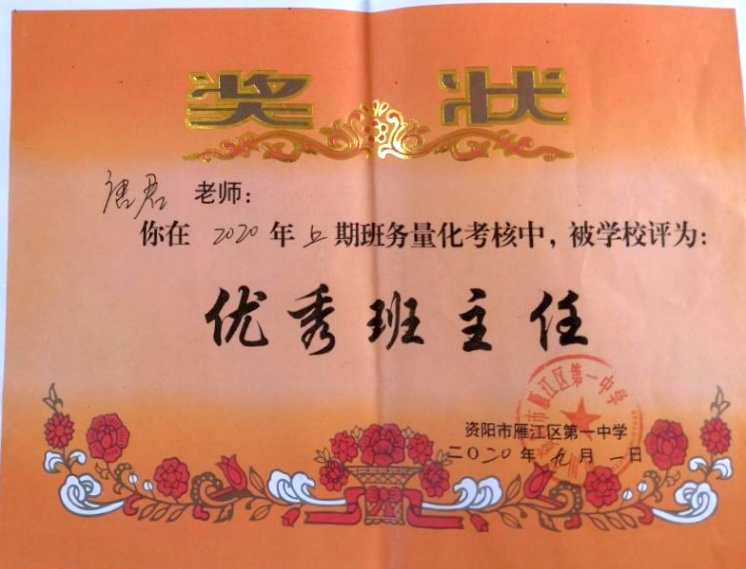 奖状
唐君 老师：
你在 2020 年 上 期班务量化考核中，被学校评为：
优秀班主任
资阳市雁江区第一中学
二〇二〇年九月一日